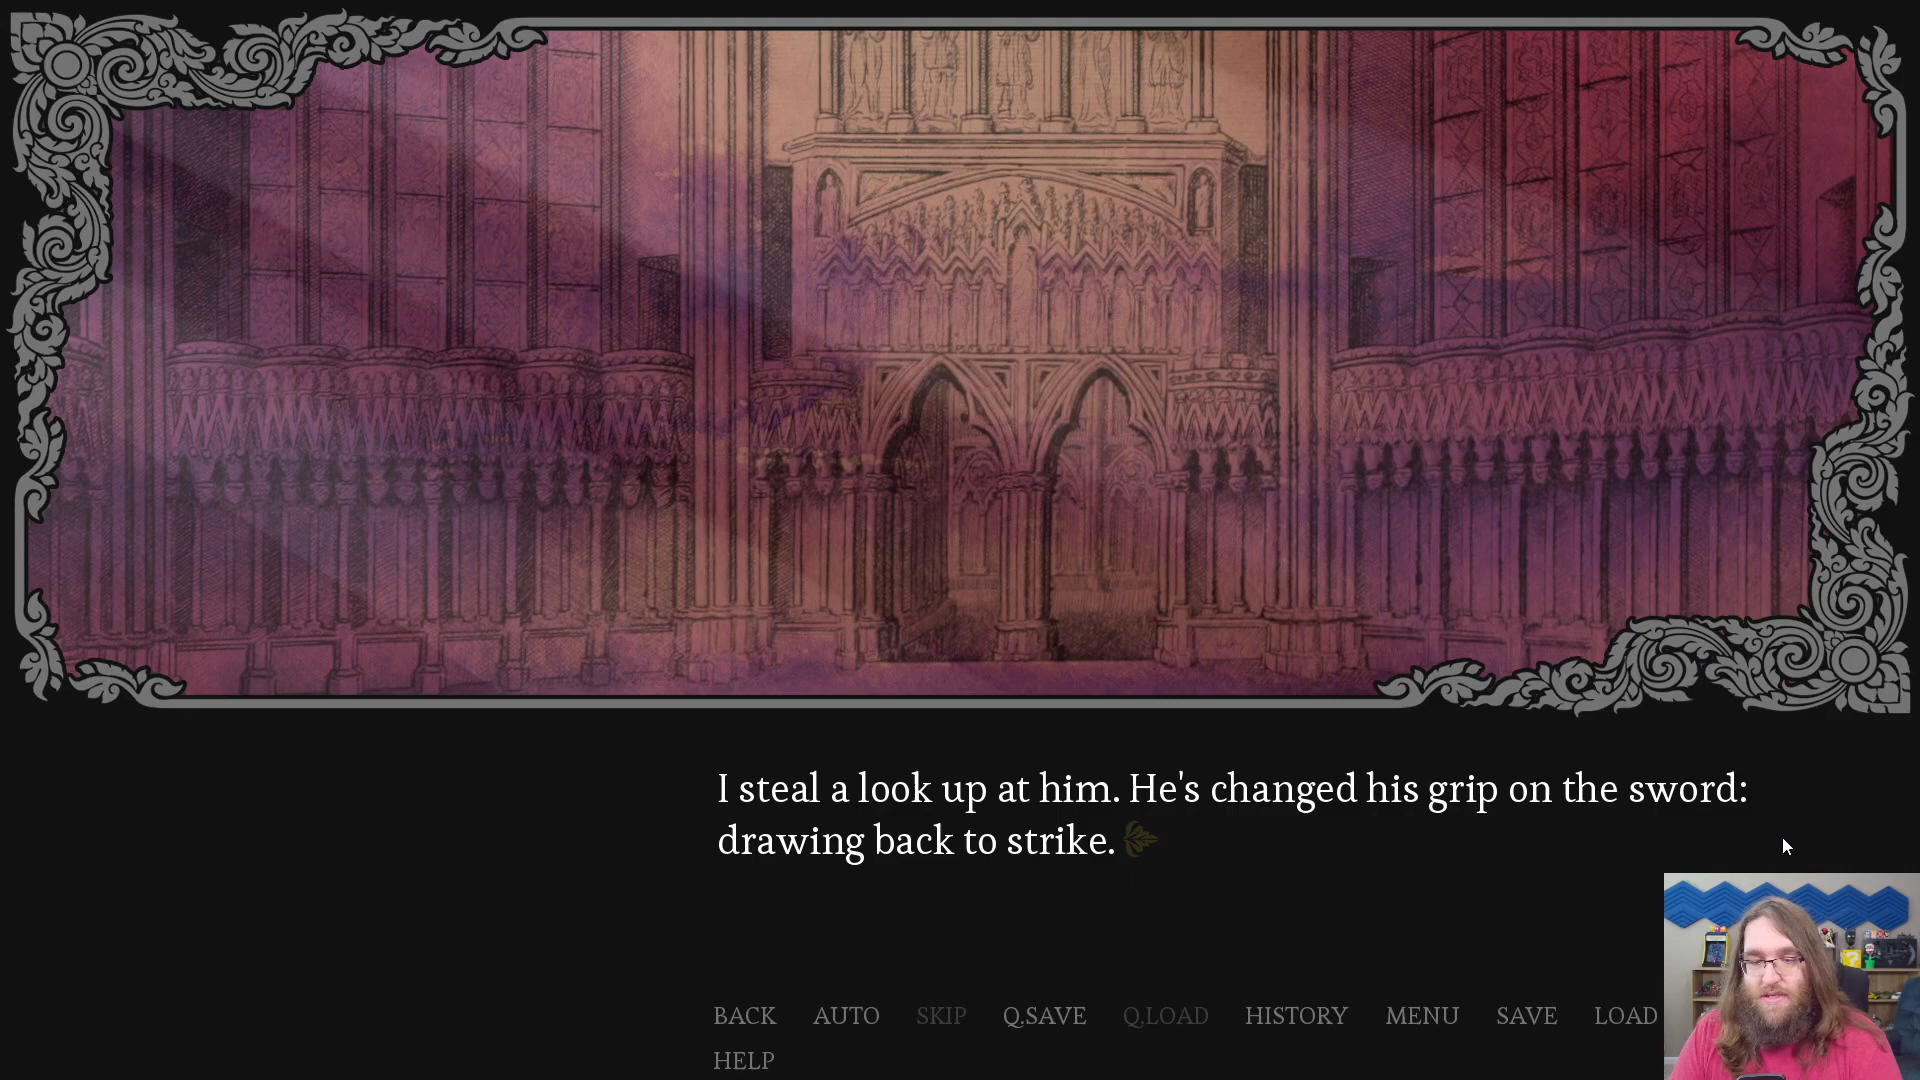 I steal a look up at him. He's changed his grip on the sword:
drawing back to strike.
BACK AUTO SKIP Q.SAVE Q.LOAD HISTORY MENU SAVE LOAD
HELP